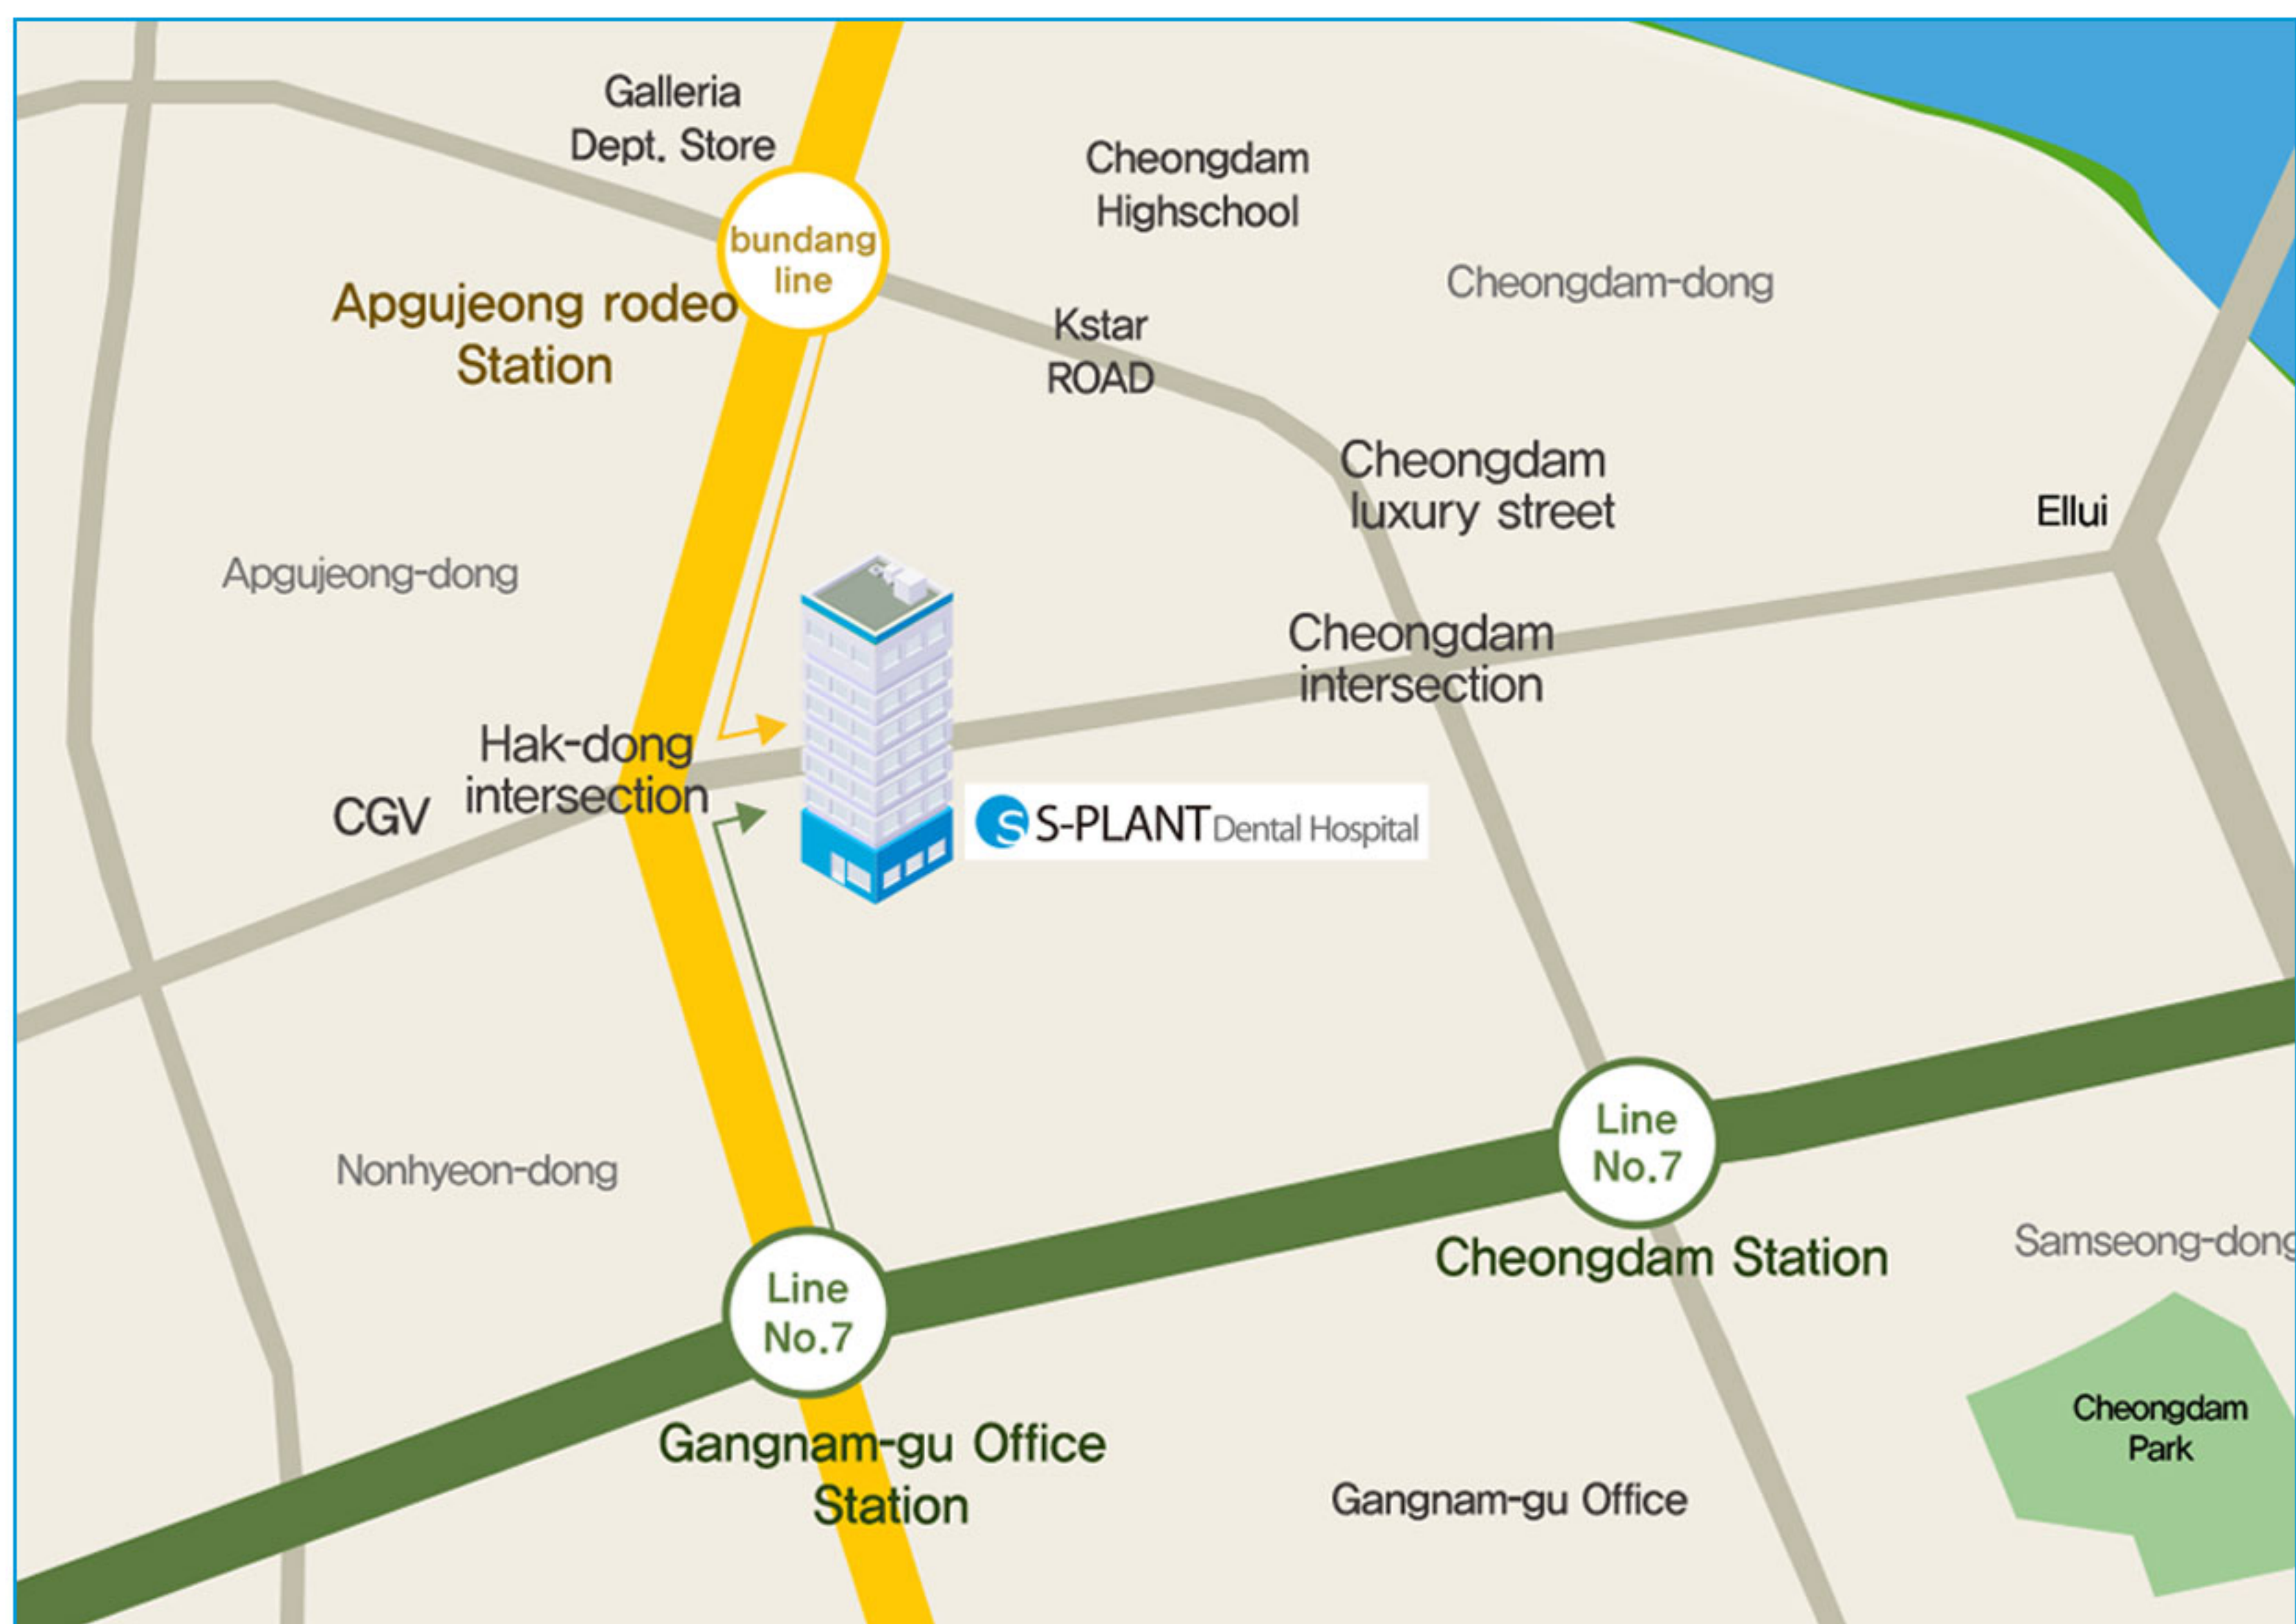 Galleria
Dept. Store
Cheongdam
Highschool
bundang
line
Cheongdam-dong
Apgujeong rodeo
Station
Kstar
ROAD
Cheongdam
luxury street
Ellui
Apgujeong-dong
Cheongdam
intersection
Hak-dong
intersection
CGV
S S-PLANT Dental Hospital
Line
No.7
Nonhyeon-dong
Cheongdam Station
Samseong-dong
Line
No.7
Cheongdam
Park
Gangnam-gu Office
Station
Gangnam-gu Office